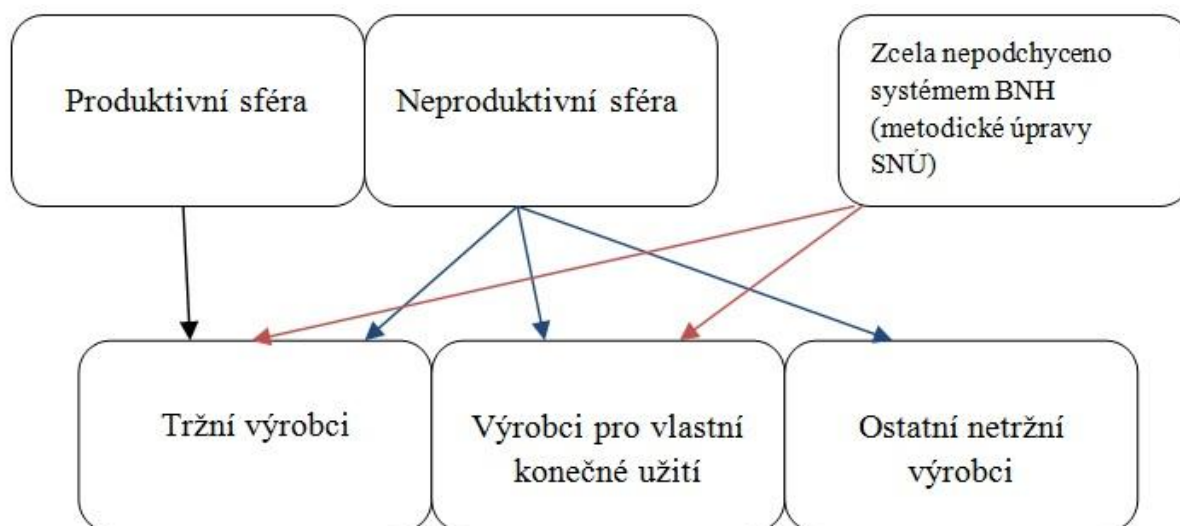 Produktivní sféra
Neproduktivní sféra
Zcela nepodchyceno
systémem BNH
(metodické úpravy
SNÚ)
Tržní výrobci
Výrobci pro vlastní
konečné užití
Ostatní netržní
výrobci